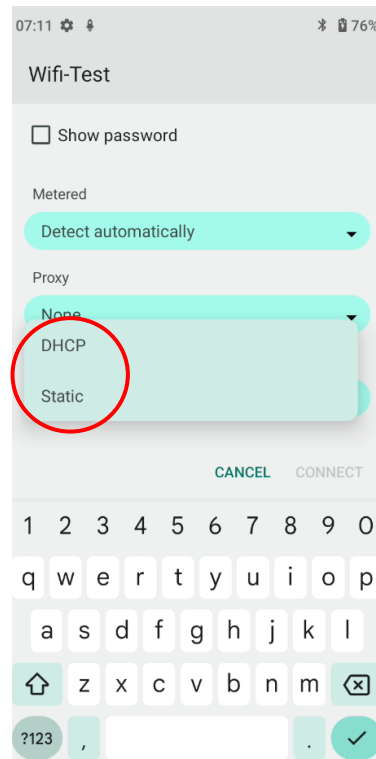 07:11 76%
Wifi-Test
Show password
Metered
Detect automatically
Proxy
None
DHCP
Static
CANCEL CONNECT
1 2 3 4 5 6 7 8 9 0
q w e r t y u i o p
a s d f g h j k l
z x c v b n m
?123 , .